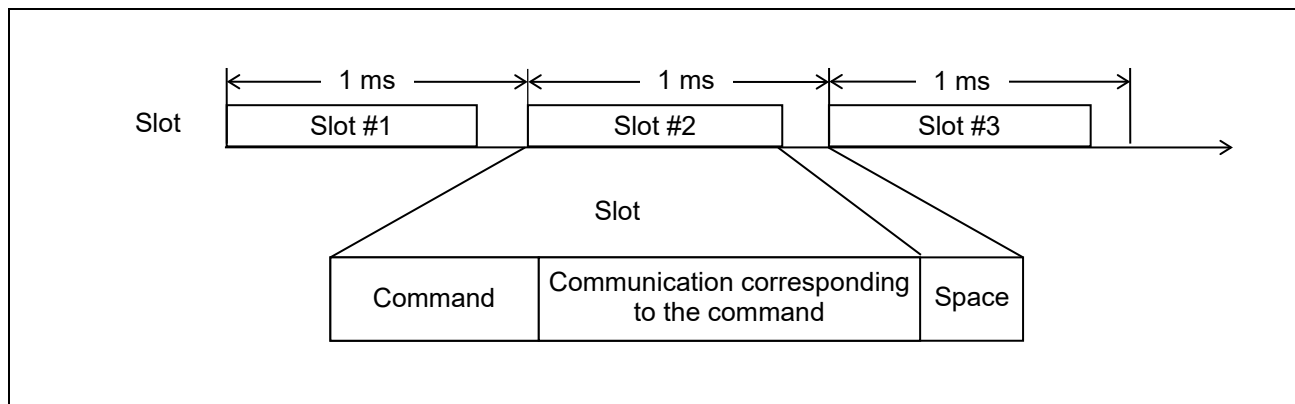 1 ms 1 ms 1 ms
Slot Slot #1 Slot #2 Slot #3
Slot
Command Communication corresponding to the command Space